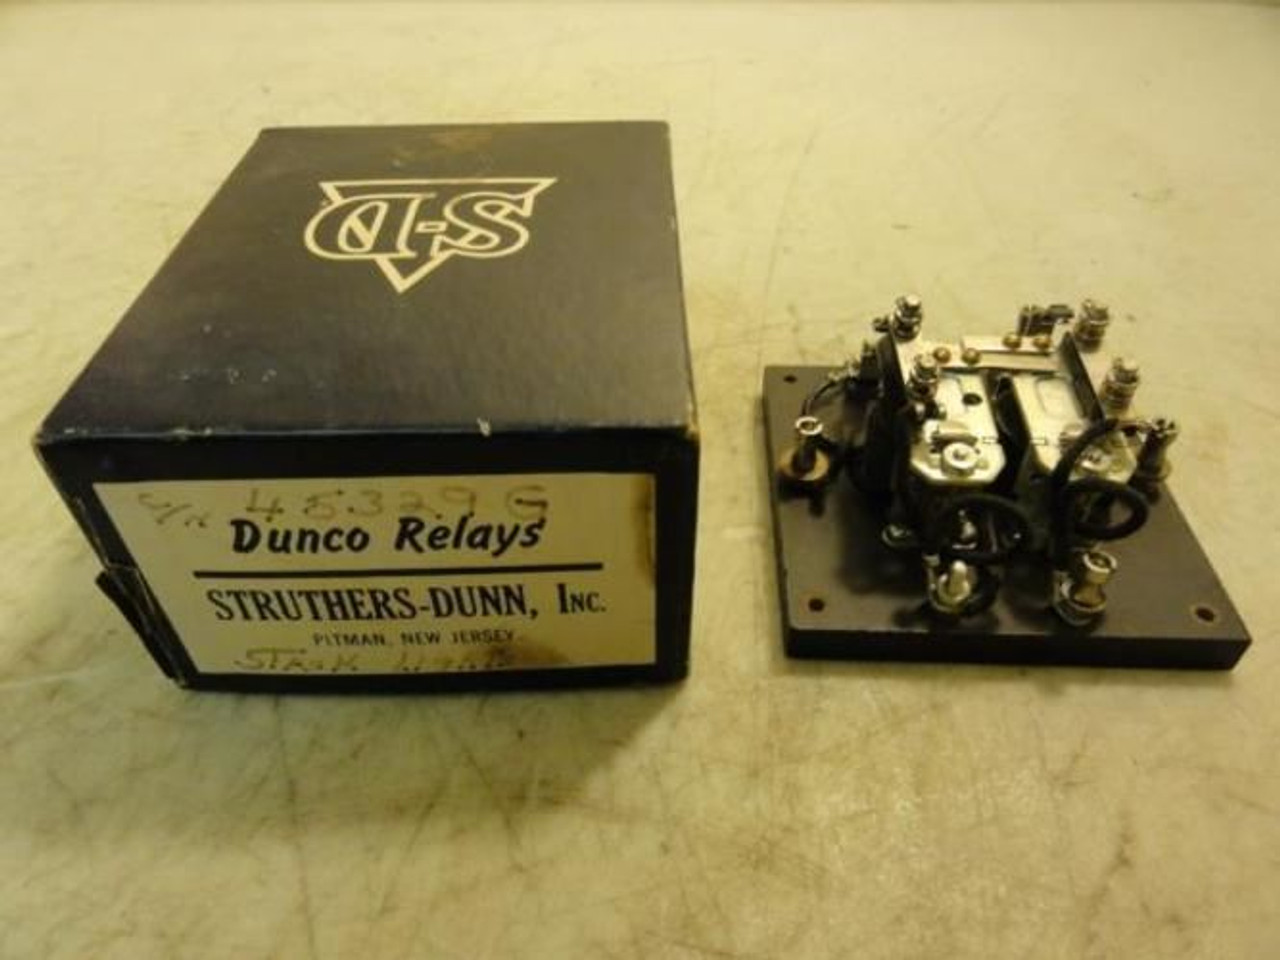 S-D
45329G
Dunco Relays
STRUTHERS-DUNN, INC.
PITMAN, NEW JERSEY